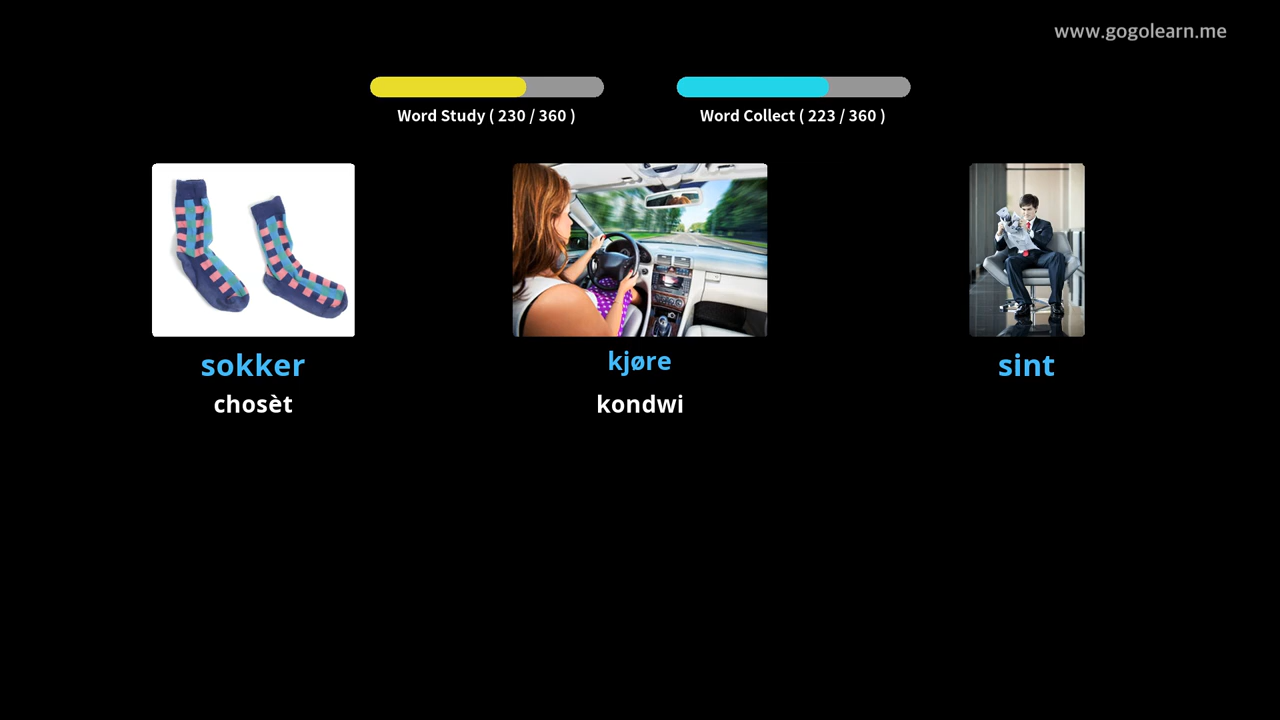 www.gogolearn.me
Word Study ( 230 / 360 )
Word Collect ( 223 / 360 )
sokker
chosèt
kjøre
kondwi
sint